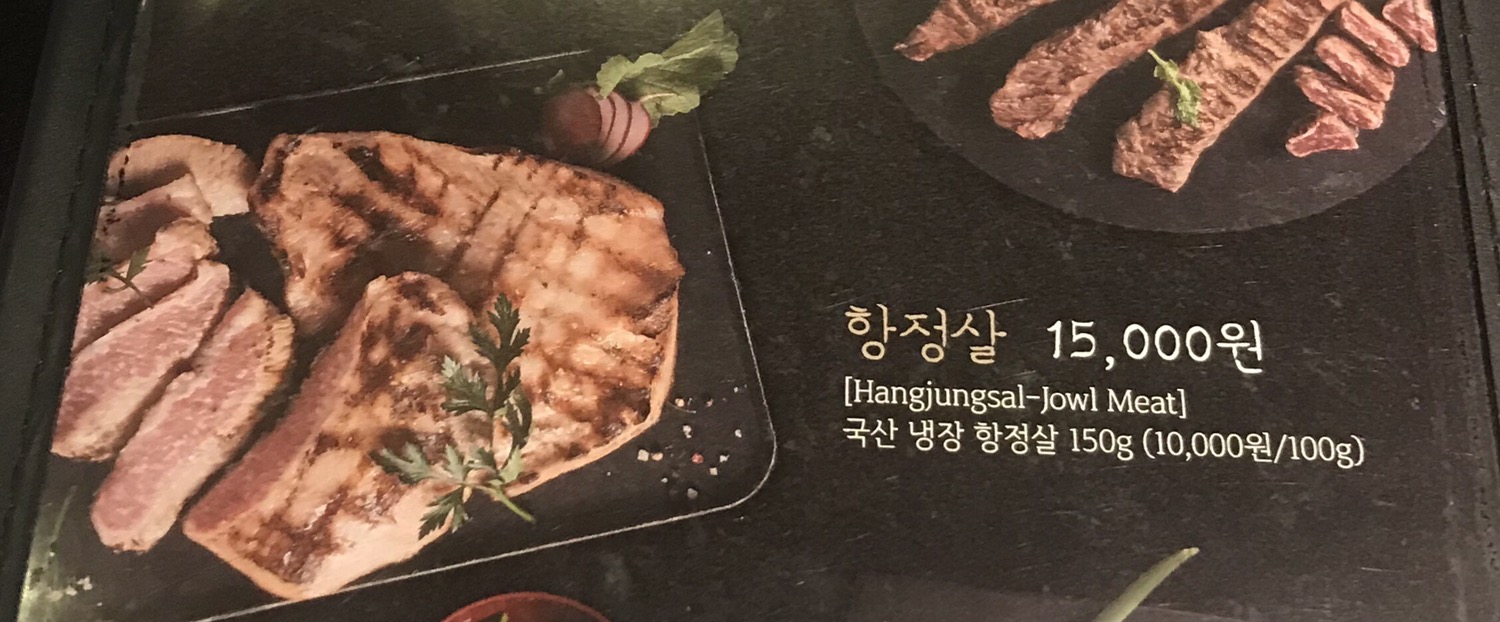 항정살 15,000원
[Hangjungsal-Jowl Meat]
국산 냉장 항정살 150g (10,000원/100g)